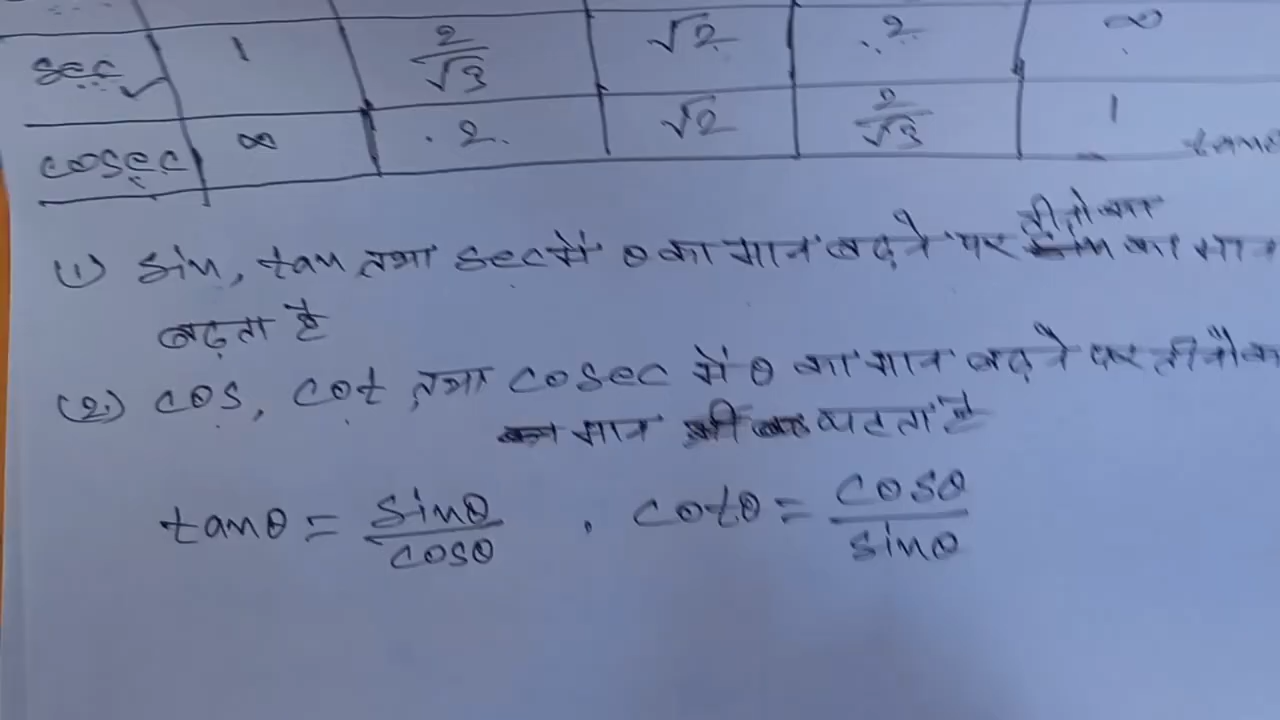 sec 1 2/√3 √2 2 ∞
cosec ∞ 2 √2 2/√3 1
(1) sin, tan तथा sec में θ का मान बढ़ने पर तीनों का मान
बढ़ता है
(2) cos, cot तथा cosec में θ का मान बढ़ने पर तीनों का
मान घटता है
tanθ = sinθ/cosθ , cotθ = cosθ/sinθ